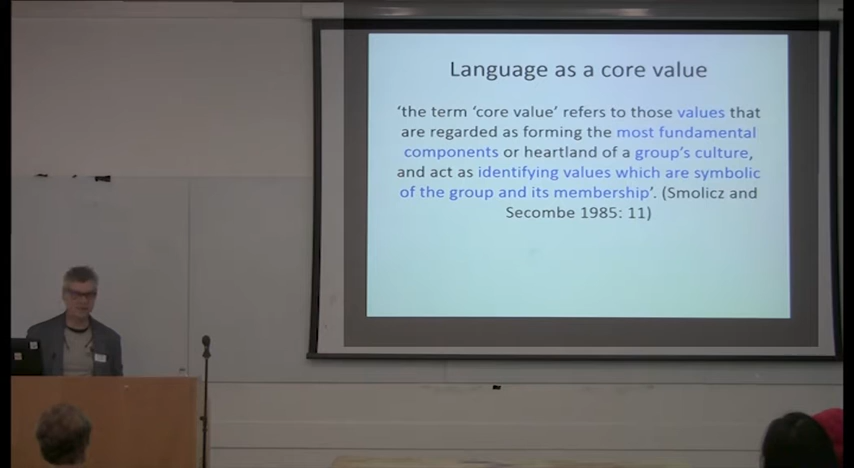 Language as a core value
‘the term ‘core value’ refers to those values that
are regarded as forming the most fundamental
components or heartland of a group’s culture,
and act as identifying values which are symbolic
of the group and its membership’. (Smolicz and
Secombe 1985: 11)